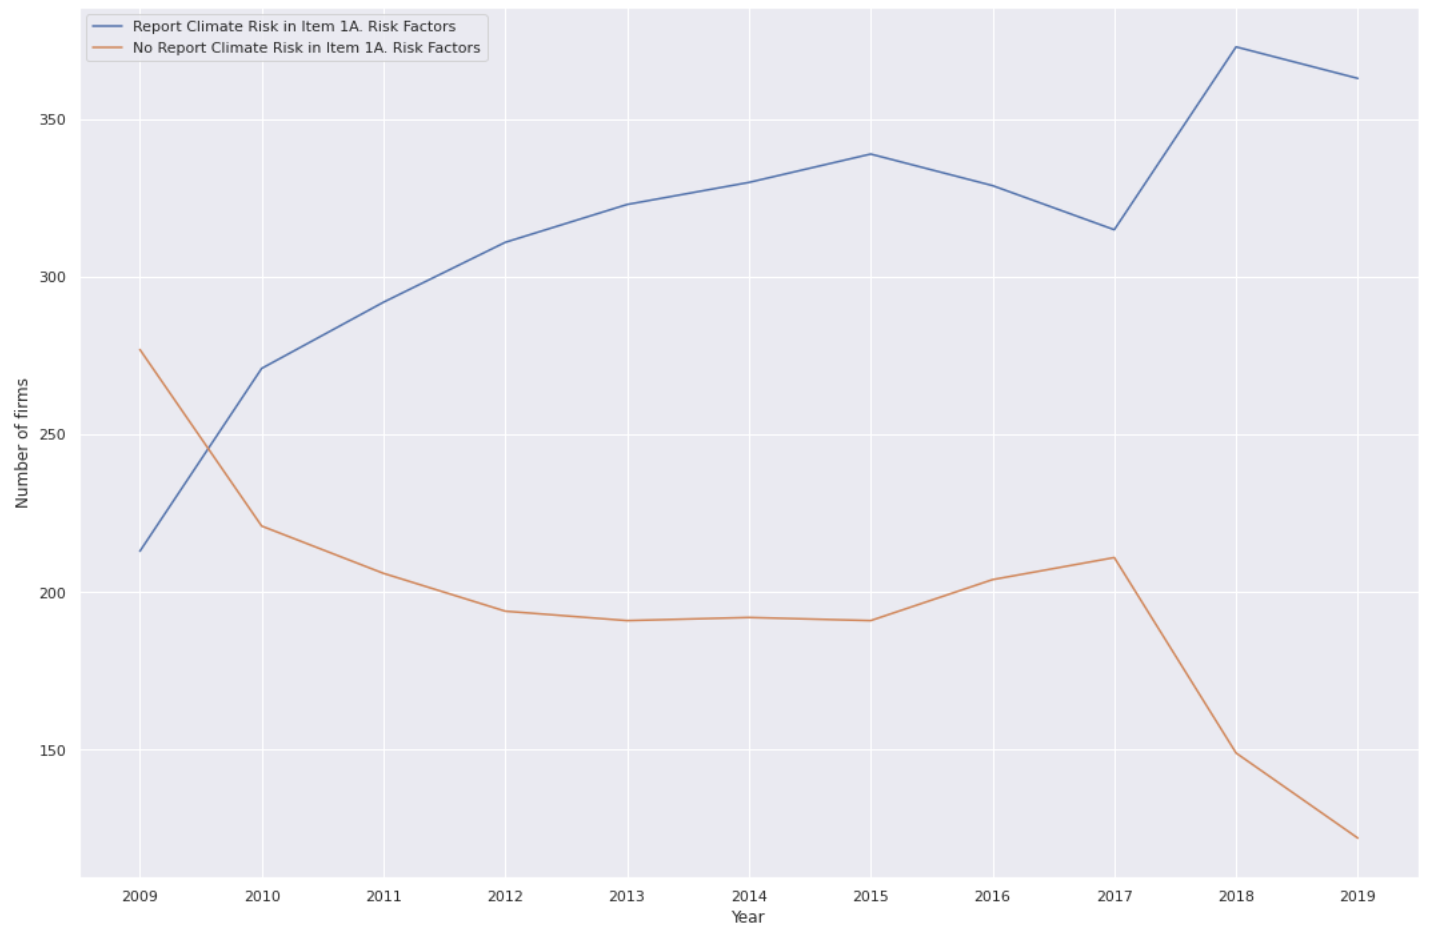 Report Climate Risk in Item 1A. Risk Factors
No Report Climate Risk in Item 1A. Risk Factors
350
300
250
200
150
Number of firms
2009 2010 2011 2012 2013 2014 2015 2016 2017 2018 2019
Year